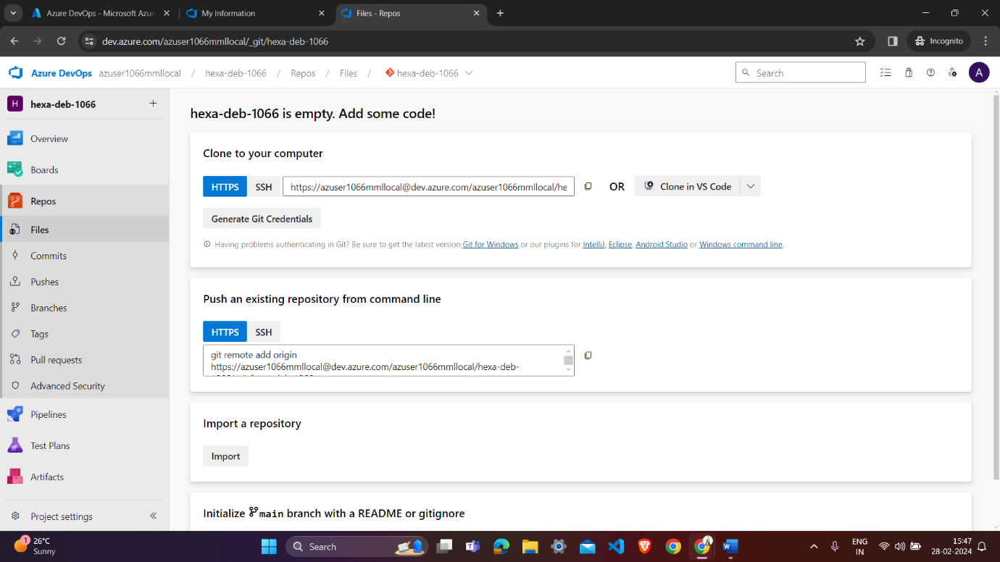 Azure DevOps - Microsoft Azur
My Information
Files - Repos
dev.azure.com/azuser1066mmllocal/_git/hexa-deb-1066
Incognito
Azure DevOps azuser1066mmllocal / hexa-deb-1066 / Repos / Files / hexa-deb-1066
Search
A
H hexa-deb-1066
Overview
Boards
Repos
Files
Commits
Pushes
Branches
Tags
Pull requests
Advanced Security
Pipelines
Test Plans
Artifacts
Project settings
hexa-deb-1066 is empty. Add some code!
Clone to your computer
HTTPS SSH https://azuser1066mmllocal@dev.azure.com/azuser1066mmllocal/he OR Clone in VS Code
Generate Git Credentials
Having problems authenticating in Git? Be sure to get the latest version Git for Windows or our plugins for IntelliJ, Eclipse, Android Studio or Windows command line.
Push an existing repository from command line
HTTPS SSH
git remote add origin
https://azuser1066mmllocal@dev.azure.com/azuser1066mmllocal/hexa-deb-
Import a repository
Import
Initialize main branch with a README or gitignore
1 26°C
Sunny
Search
ENG
IN
15:47
28-02-2024